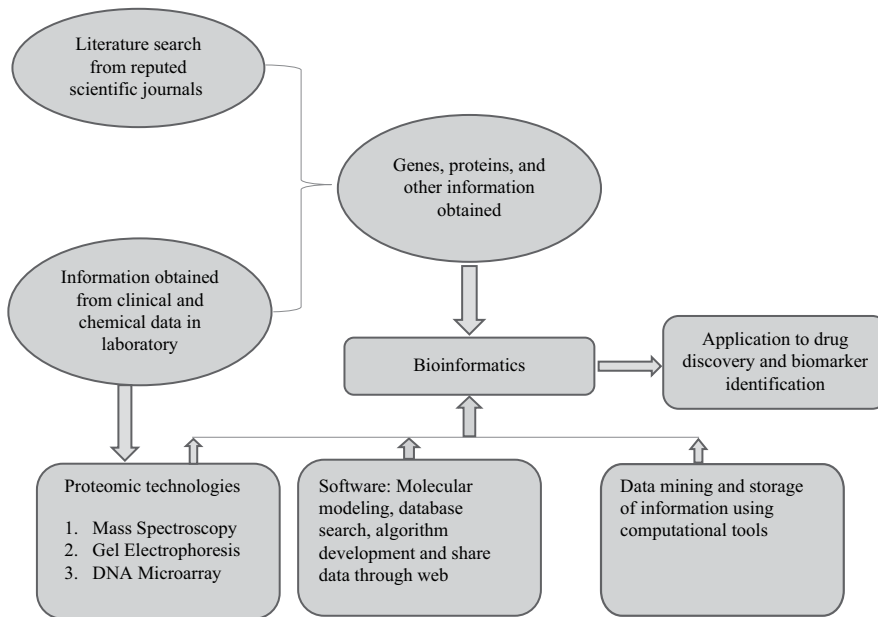 Literature search
from reputed
scientific journals
Genes, proteins, and
other information
obtained
Information obtained
from clinical and
chemical data in
laboratory
Bioinformatics
Application to drug
discovery and biomarker
identification
Proteomic technologies
1. Mass Spectroscopy
2. Gel Electrophoresis
3. DNA Microarray
Software: Molecular
modeling, database
search, algorithm
development and share
data through web
Data mining and storage
of information using
computational tools